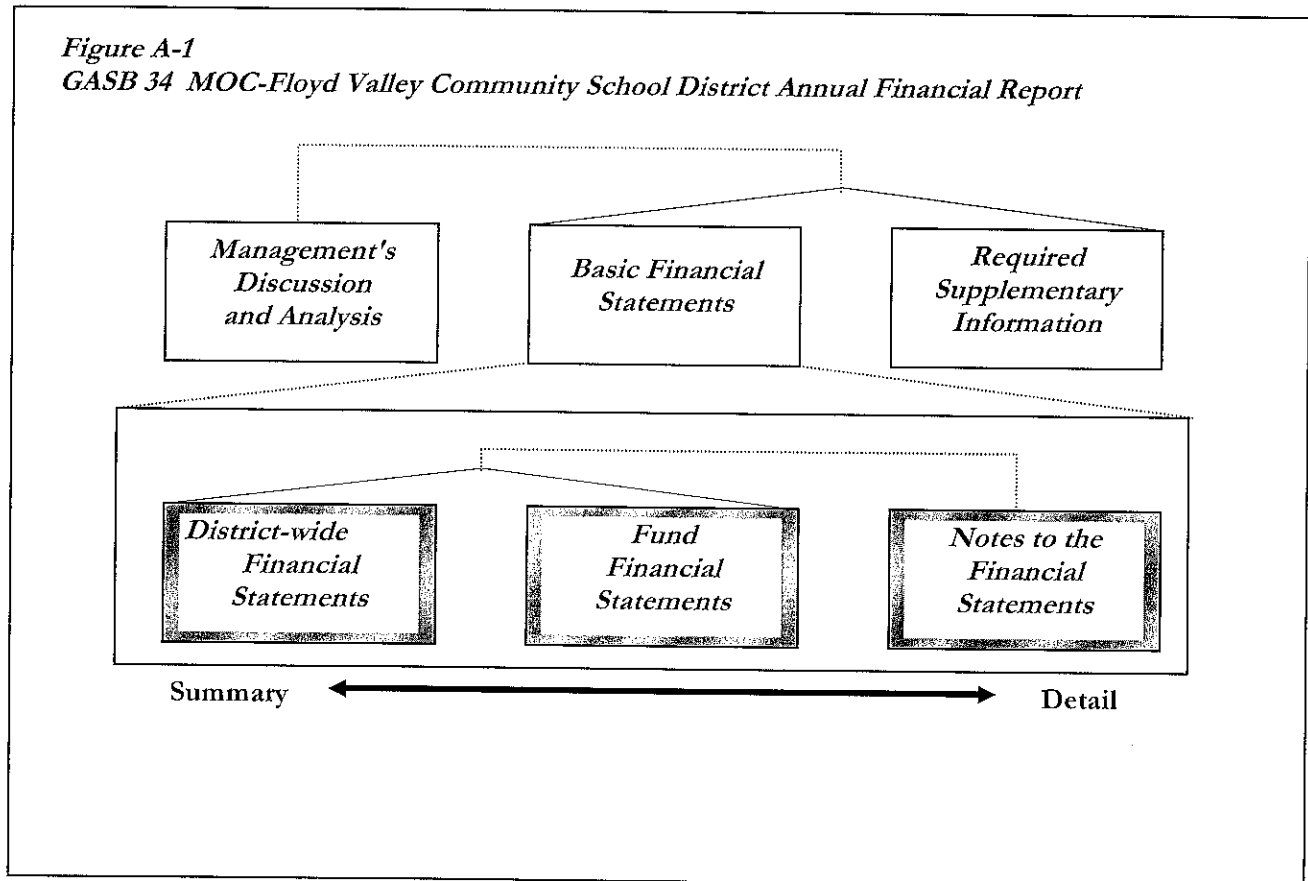 Figure A-1
GASB 34 MOC-Floyd Valley Community School District Annual Financial Report
Management's
Discussion
and Analysis
Basic Financial
Statements
Required
Supplementary
Information
District-wide
Financial
Statements
Fund
Financial
Statements
Notes to the
Financial
Statements
Summary
Detail